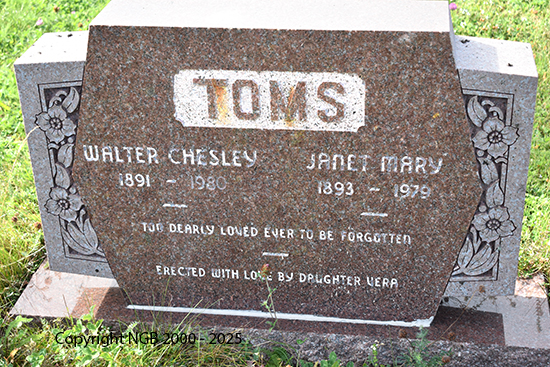 TOMS
WALTER CHESLEY JANET MARY
1891 - 1980 1893 - 1979
TOO DEARLY LOVED EVER TO BE FORGOTTEN
ERECTED WITH LOVE BY DAUGHTER VERA
Copyright NGB 2000 - 2025